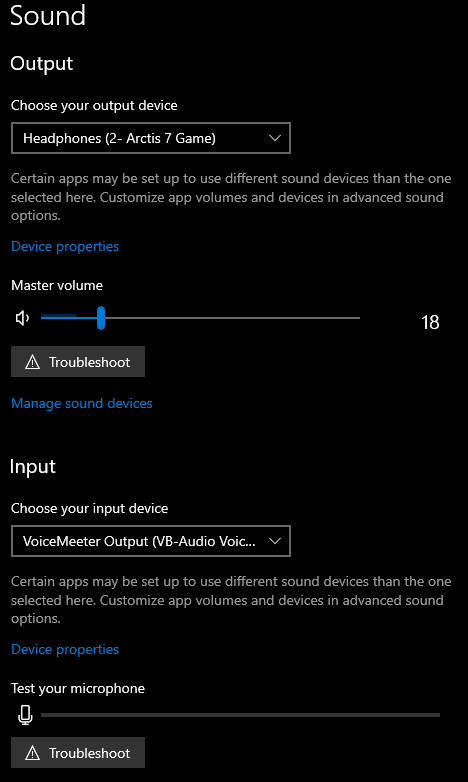 Sound
Output
Choose your output device
Headphones (2- Arctis 7 Game)
Certain apps may be set up to use different sound devices than the one
selected here. Customize app volumes and devices in advanced sound
options.
Device properties
Master volume
18
Troubleshoot
Manage sound devices
Input
Choose your input device
VoiceMeeter Output (VB-Audio Voic...
Certain apps may be set up to use different sound devices than the one
selected here. Customize app volumes and devices in advanced sound
options.
Device properties
Test your microphone
Troubleshoot